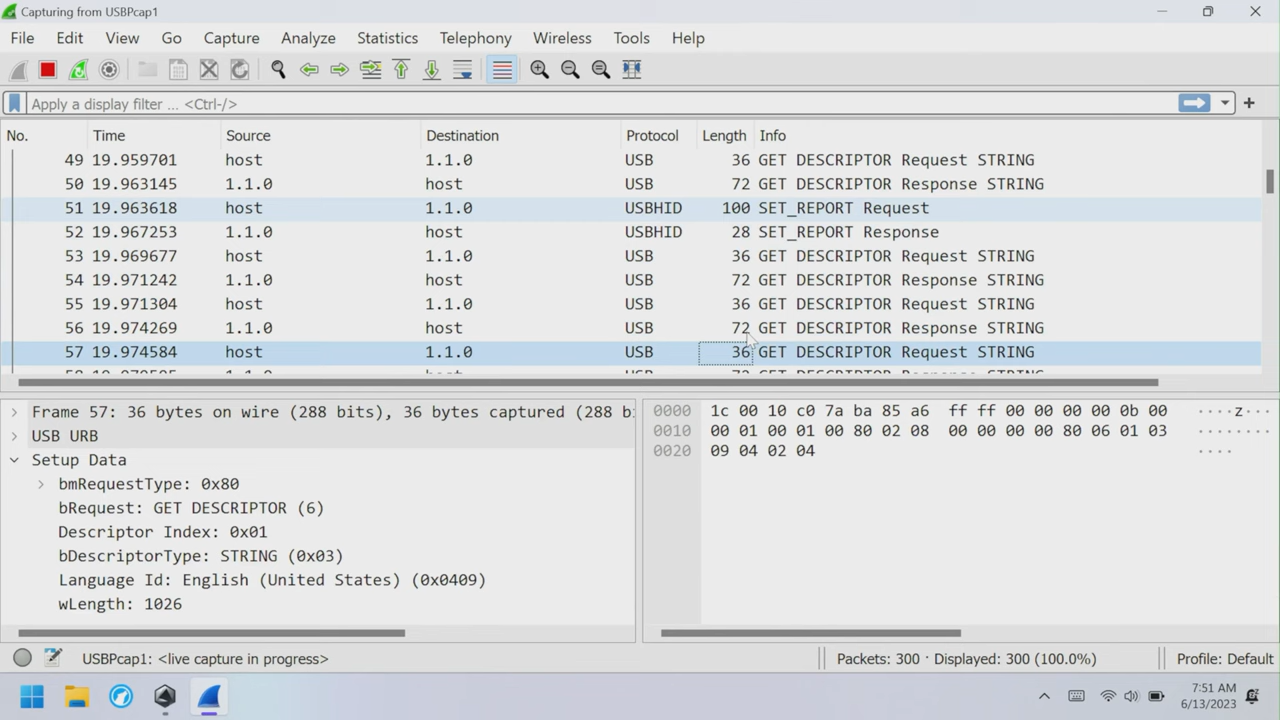 Capturing from USBPcap1
File Edit View Go Capture Analyze Statistics Telephony Wireless Tools Help
Apply a display filter ... <Ctrl-/>
No. Time Source Destination Protocol Length Info
49 19.959701 host 1.1.0 USB 36 GET DESCRIPTOR Request STRING
50 19.963145 1.1.0 host USB 72 GET DESCRIPTOR Response STRING
51 19.963618 host 1.1.0 USBHID 100 SET_REPORT Request
52 19.967253 1.1.0 host USBHID 28 SET_REPORT Response
53 19.969677 host 1.1.0 USB 36 GET DESCRIPTOR Request STRING
54 19.971242 1.1.0 host USB 72 GET DESCRIPTOR Response STRING
55 19.971304 host 1.1.0 USB 36 GET DESCRIPTOR Request STRING
56 19.974269 1.1.0 host USB 72 GET DESCRIPTOR Response STRING
57 19.974584 host 1.1.0 USB 36 GET DESCRIPTOR Request STRING
Frame 57: 36 bytes on wire (288 bits), 36 bytes captured (288 bi
USB URB
Setup Data
bmRequestType: 0x80
bRequest: GET DESCRIPTOR (6)
Descriptor Index: 0x01
bDescriptorType: STRING (0x03)
Language Id: English (United States) (0x0409)
wLength: 1026
0000 1c 00 10 c0 7a ba 85 a6 ff ff 00 00 00 00 0b 00 ····z···
0010 00 01 00 01 00 80 02 08 00 00 00 00 80 06 01 03 ········
0020 09 04 02 04 ····
USBPcap1: <live capture in progress>
Packets: 300 · Displayed: 300 (100.0%)
Profile: Default
7:51 AM
6/13/2023